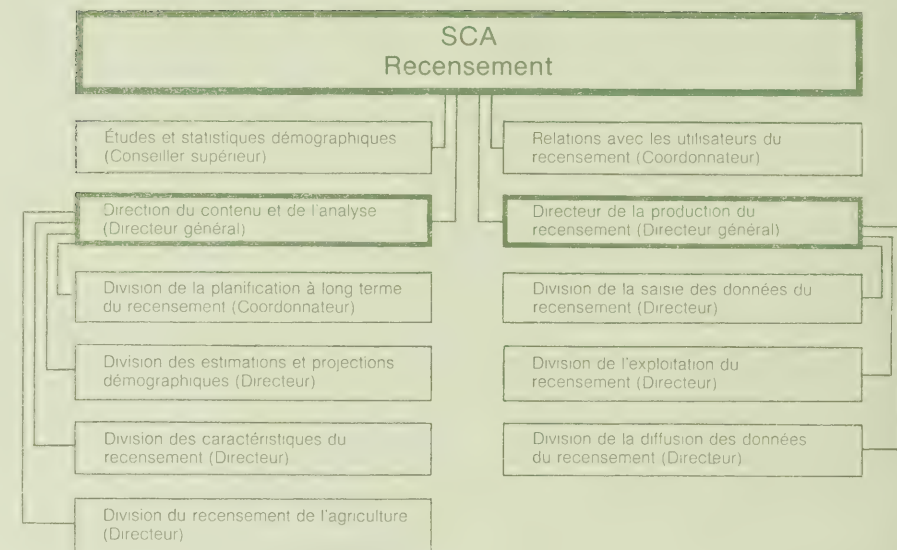 SCA
Recensement
Études et statistiques démographiques
(Conseiller supérieur)
Direction du contenu et de l'analyse
(Directeur général)
Division de la planification à long terme
du recensement (Coordonnateur)
Division des estimations et projections
démographiques (Directeur)
Division des caractéristiques du
recensement (Directeur)
Division du recensement de l'agriculture
(Directeur)
Relations avec les utilisateurs du
recensement (Coordonnateur)
Directeur de la production du
recensement (Directeur général)
Division de la saisie des données du
recensement (Directeur)
Division de l'exploitation du
recensement (Directeur)
Division de la diffusion des données
du recensement (Directeur)